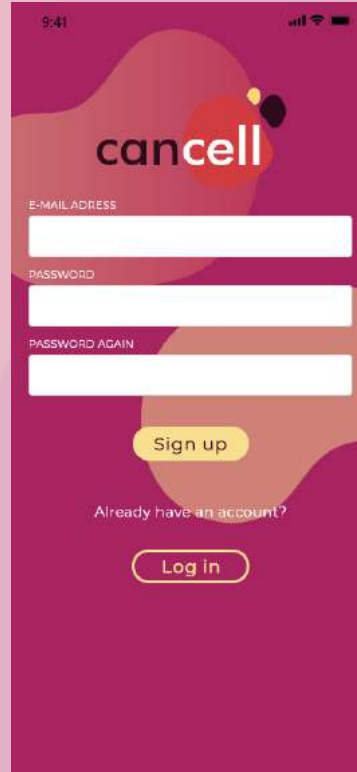 9:41
cancell
E-MAIL ADRESS
PASSWORD
PASSWORD AGAIN
Sign up
Already have an account?
Log in